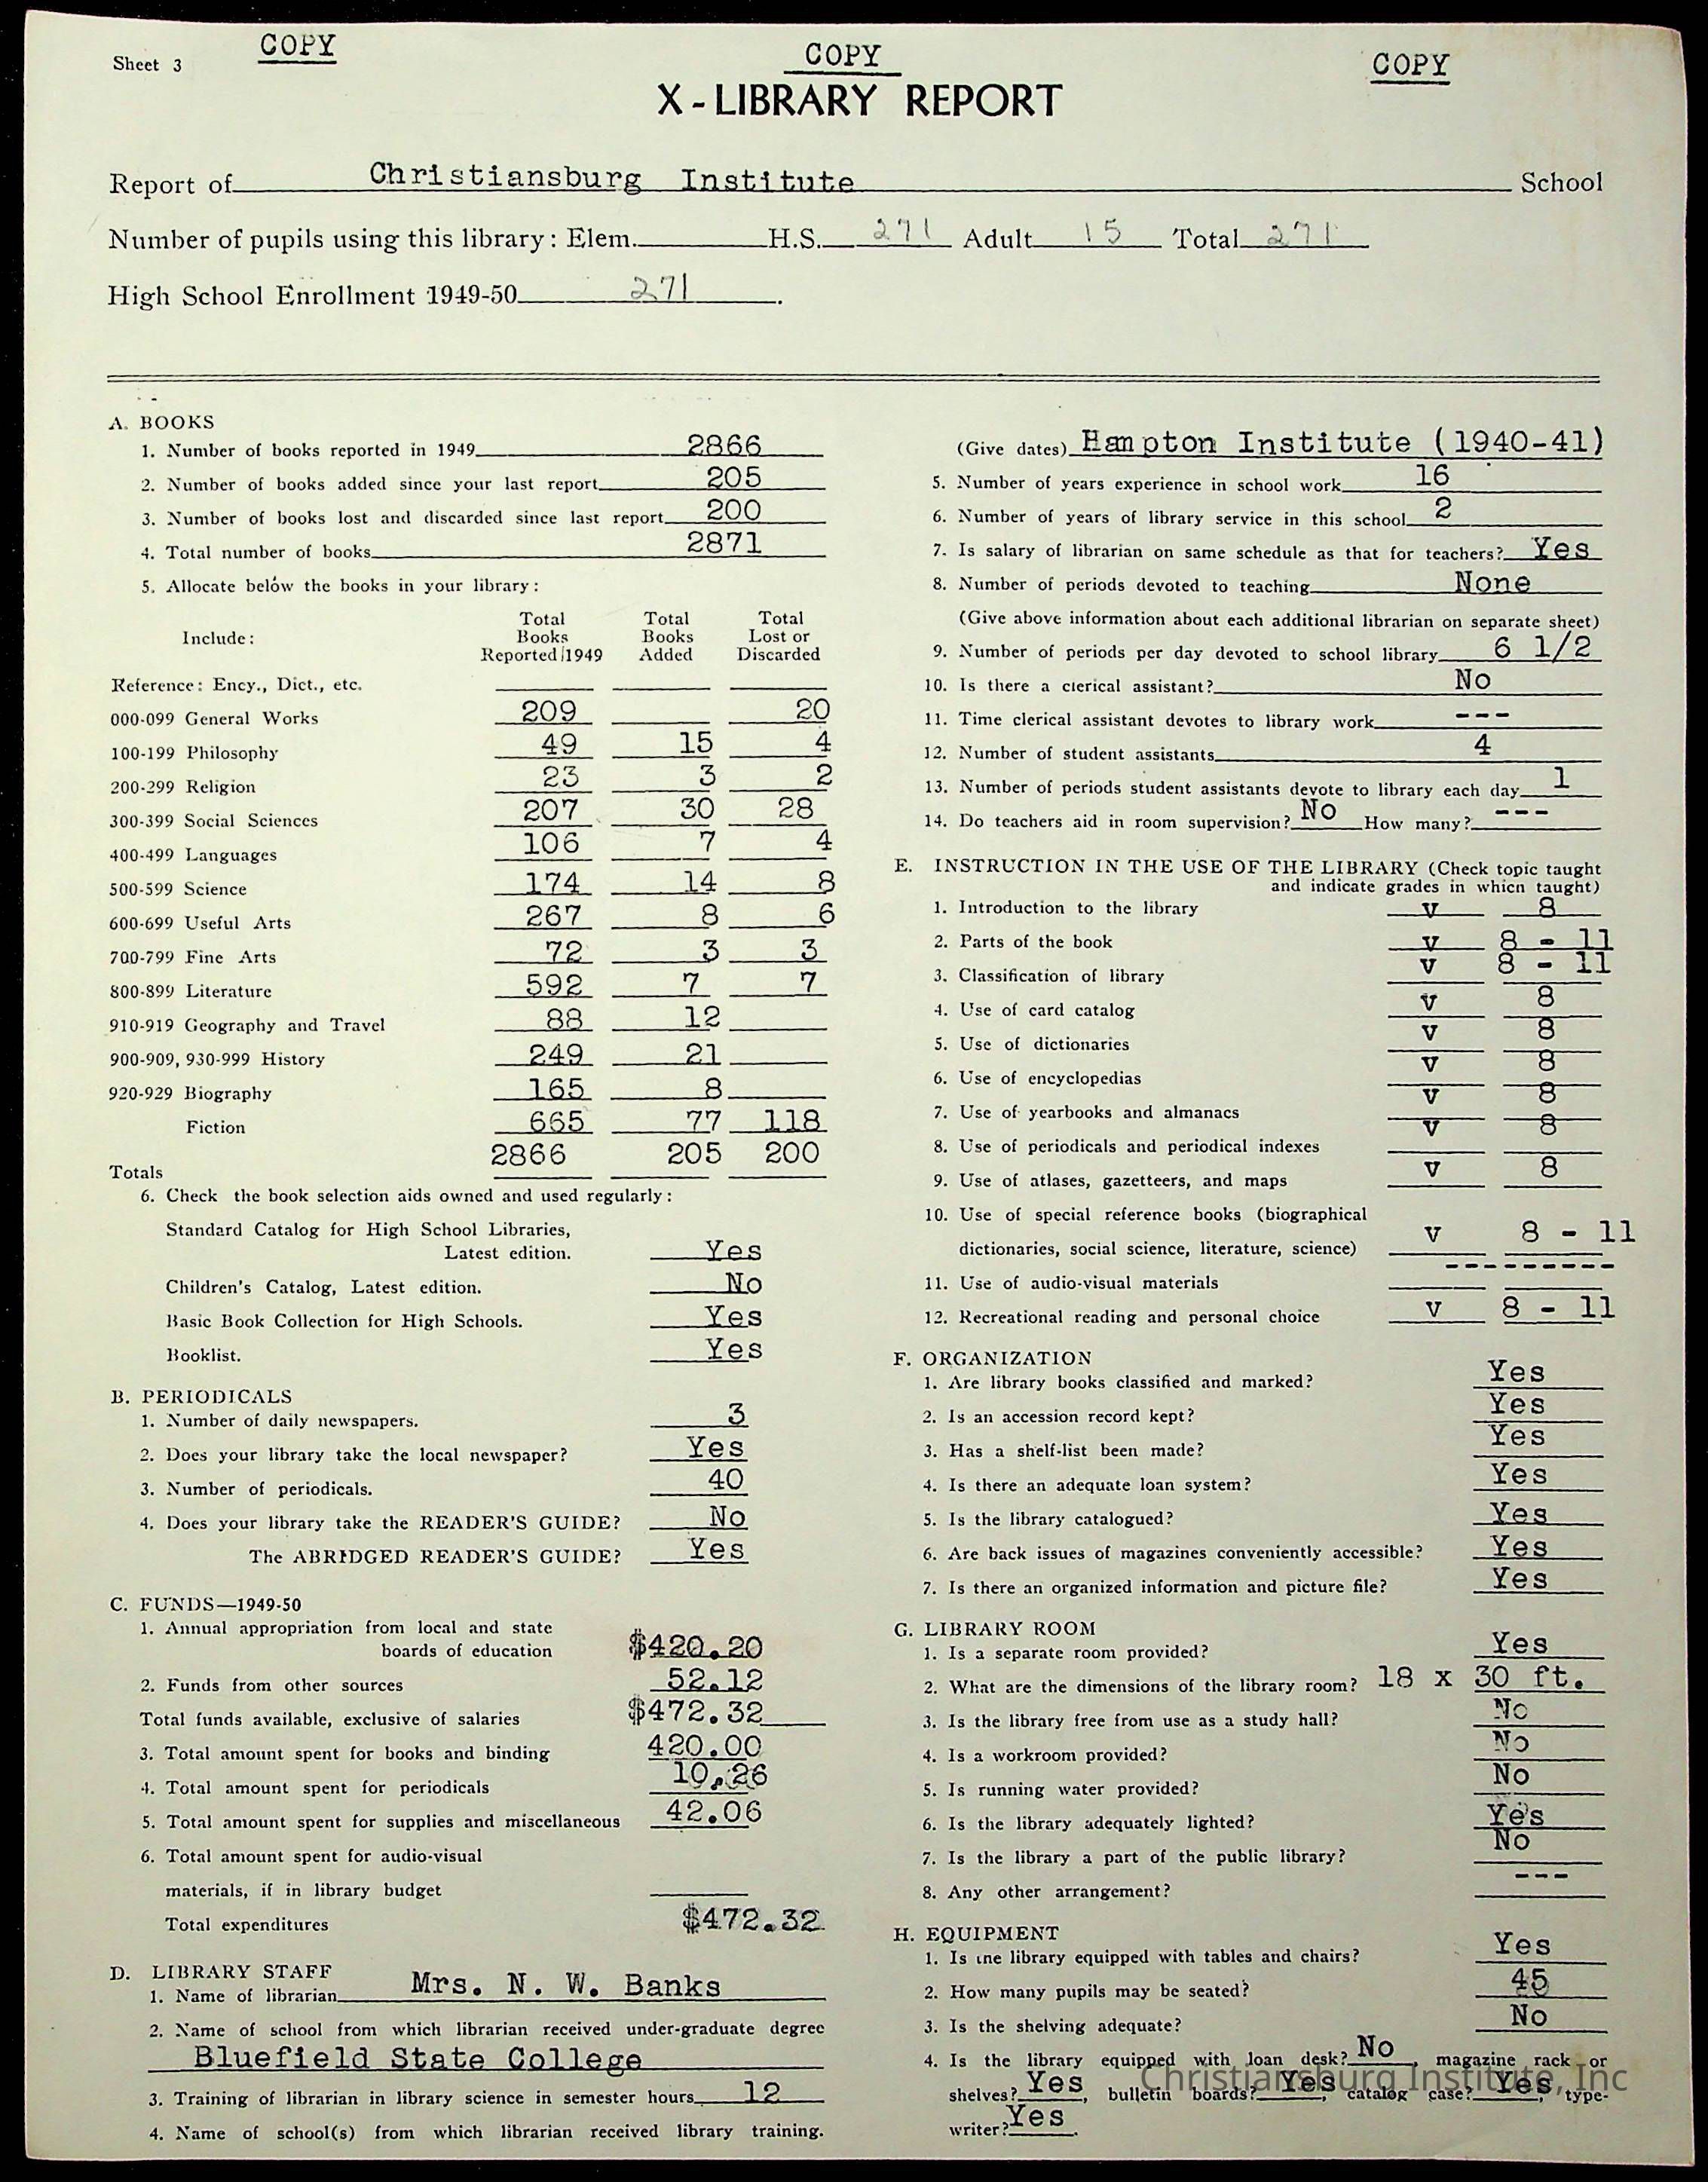 Sheet 3 COPY COPY COPY
X - LIBRARY REPORT
Report of Christiansburg Institute School
Number of pupils using this library: Elem. H.S. 271 Adult 15 Total 271
High School Enrollment 1949-50 271 .
A. BOOKS
1. Number of books reported in 1949 2866
2. Number of books added since your last report 205
3. Number of books lost and discarded since last report 200
4. Total number of books 2871
5. Allocate below the books in your library:
Include: Total Books Reported 1949 Total Books Added Total Lost or Discarded
Reference: Ency., Dict., etc.
000-099 General Works 209 20
100-199 Philosophy 49 15 4
200-299 Religion 23 3 2
300-399 Social Sciences 207 30 28
400-499 Languages 106 7 4
500-599 Science 174 14 8
600-699 Useful Arts 267 8 6
700-799 Fine Arts 72 3 3
800-899 Literature 592 7 7
910-919 Geography and Travel 88 12
900-909, 930-999 History 249 21
920-929 Biography 165 8
Fiction 665 77 118
Totals 2866 205 200
6. Check the book selection aids owned and used regularly:
Standard Catalog for High School Libraries,
Latest edition. Yes
Children's Catalog, Latest edition. No
Basic Book Collection for High Schools. Yes
Booklist. Yes
B. PERIODICALS
1. Number of daily newspapers. 3
2. Does your library take the local newspaper? Yes
3. Number of periodicals. 40
4. Does your library take the READER'S GUIDE? No
The ABRIDGED READER'S GUIDE? Yes
C. FUNDS—1949-50
1. Annual appropriation from local and state
boards of education $420.20
2. Funds from other sources 52.12
Total funds available, exclusive of salaries $472.32
3. Total amount spent for books and binding 420.00
4. Total amount spent for periodicals 10.26
5. Total amount spent for supplies and miscellaneous 42.06
6. Total amount spent for audio-visual
materials, if in library budget
Total expenditures $472.32
D. LIBRARY STAFF
1. Name of librarian Mrs. N. W. Banks
2. Name of school from which librarian received under-graduate degree
Bluefield State College
3. Training of librarian in library science in semester hours 12
4. Name of school(s) from which librarian received library training.
(Give dates) Hampton Institute (1940-41)
5. Number of years experience in school work 16
6. Number of years of library service in this school 2
7. Is salary of librarian on same schedule as that for teachers? Yes
8. Number of periods devoted to teaching None
(Give above information about each additional librarian on separate sheet)
9. Number of periods per day devoted to school library 6 1/2
10. Is there a clerical assistant? No
11. Time clerical assistant devotes to library work ---
12. Number of student assistants 4
13. Number of periods student assistants devote to library each day 1
14. Do teachers aid in room supervision? No How many? ---
E. INSTRUCTION IN THE USE OF THE LIBRARY (Check topic taught
and indicate grades in which taught)
1. Introduction to the library v 8
2. Parts of the book v 8 - 11
3. Classification of library v 8 - 11
4. Use of card catalog v 8
5. Use of dictionaries v 8
6. Use of encyclopedias v 8
7. Use of yearbooks and almanacs v 8
8. Use of periodicals and periodical indexes v 8
9. Use of atlases, gazetteers, and maps v 8
10. Use of special reference books (biographical
dictionaries, social science, literature, science) v 8 - 11
11. Use of audio-visual materials ---------
12. Recreational reading and personal choice v 8 - 11
F. ORGANIZATION
1. Are library books classified and marked? Yes
2. Is an accession record kept? Yes
3. Has a shelf-list been made? Yes
4. Is there an adequate loan system? Yes
5. Is the library catalogued? Yes
6. Are back issues of magazines conveniently accessible? Yes
7. Is there an organized information and picture file? Yes
G. LIBRARY ROOM
1. Is a separate room provided? Yes
2. What are the dimensions of the library room? 18 x 30 ft.
3. Is the library free from use as a study hall? No
4. Is a workroom provided? No
5. Is running water provided? No
6. Is the library adequately lighted? Yes
7. Is the library a part of the public library? No
8. Any other arrangement? ---
H. EQUIPMENT
1. Is the library equipped with tables and chairs? Yes
2. How many pupils may be seated? 45
3. Is the shelving adequate? No
4. Is the library equipped with loan desk? No, magazine rack or
shelves? Yes, bulletin boards? Yes, catalog case? Yes, type-
writer? Yes.
Christiansburg Institute, Inc